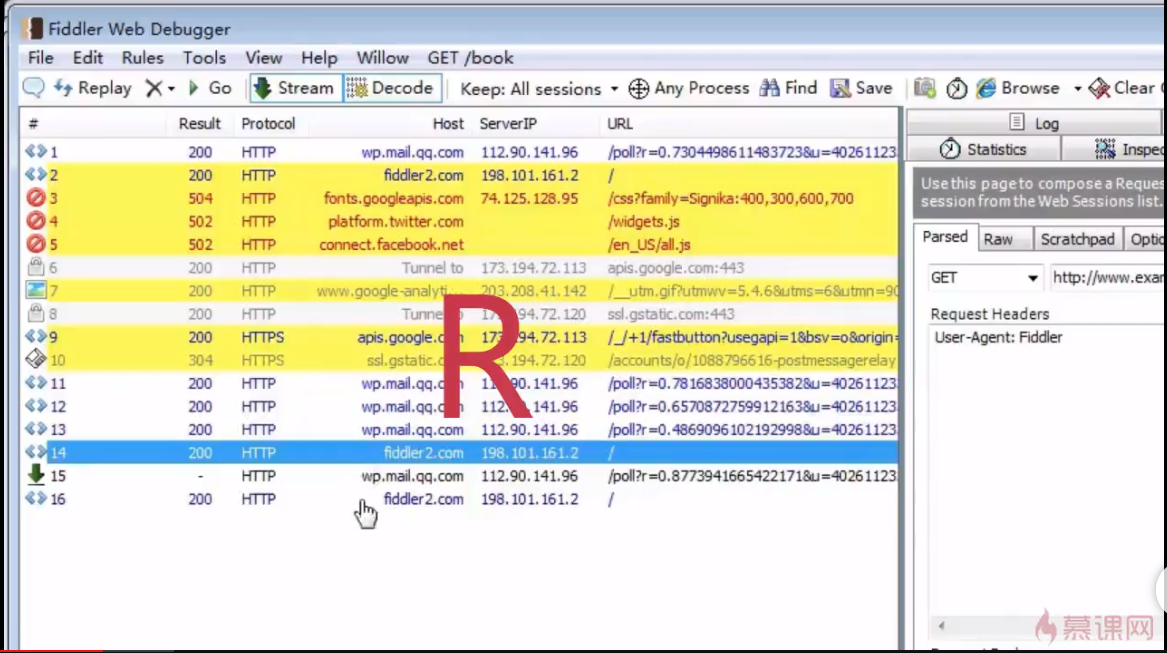 Fiddler Web Debugger
File Edit Rules Tools View Help Willow GET /book
Replay Go Stream Decode Keep: All sessions Any Process Find Save Browse Clear
# Result Protocol Host ServerIP URL
1 200 HTTP wp.mail.qq.com 112.90.141.96 /poll?r=0.7304498611483723&u=40261123
2 200 HTTP fiddler2.com 198.101.161.2 /
3 504 HTTP fonts.googleapis.com 74.125.128.95 /css?family=Signika:400,300,600,700
4 502 HTTP platform.twitter.com /widgets.js
5 502 HTTP connect.facebook.net /en_US/all.js
6 200 HTTP Tunnel to 173.194.72.113 apis.google.com:443
7 200 HTTP www.google-analyti... 203.208.41.142 /__utm.gif?utmwv=5.4.6&utms=6&utmn=90
8 200 HTTP Tunnel to 173.194.72.120 ssl.gstatic.com:443
9 200 HTTPS apis.google.com 173.194.72.113 /_/+1/fastbutton?usegapi=1&bsv=o&origin=
10 304 HTTPS ssl.gstatic.com 173.194.72.120 /accounts/o/1088796616-postmessagerelay
11 200 HTTP wp.mail.qq.com 112.90.141.96 /poll?r=0.7816838000435382&u=40261123
12 200 HTTP wp.mail.qq.com 112.90.141.96 /poll?r=0.6570872759912163&u=40261123
13 200 HTTP wp.mail.qq.com 112.90.141.96 /poll?r=0.4869096102192998&u=40261123
14 200 HTTP fiddler2.com 198.101.161.2 /
15 - HTTP wp.mail.qq.com 112.90.141.96 /poll?r=0.8773941665422171&u=40261123
16 200 HTTP fiddler2.com 198.101.161.2 /
R
Log
Statistics Inspec
Use this page to compose a Reques
session from the Web Sessions list.
Parsed Raw Scratchpad Optio
GET http://www.exam
Request Headers
User-Agent: Fiddler
慕课网